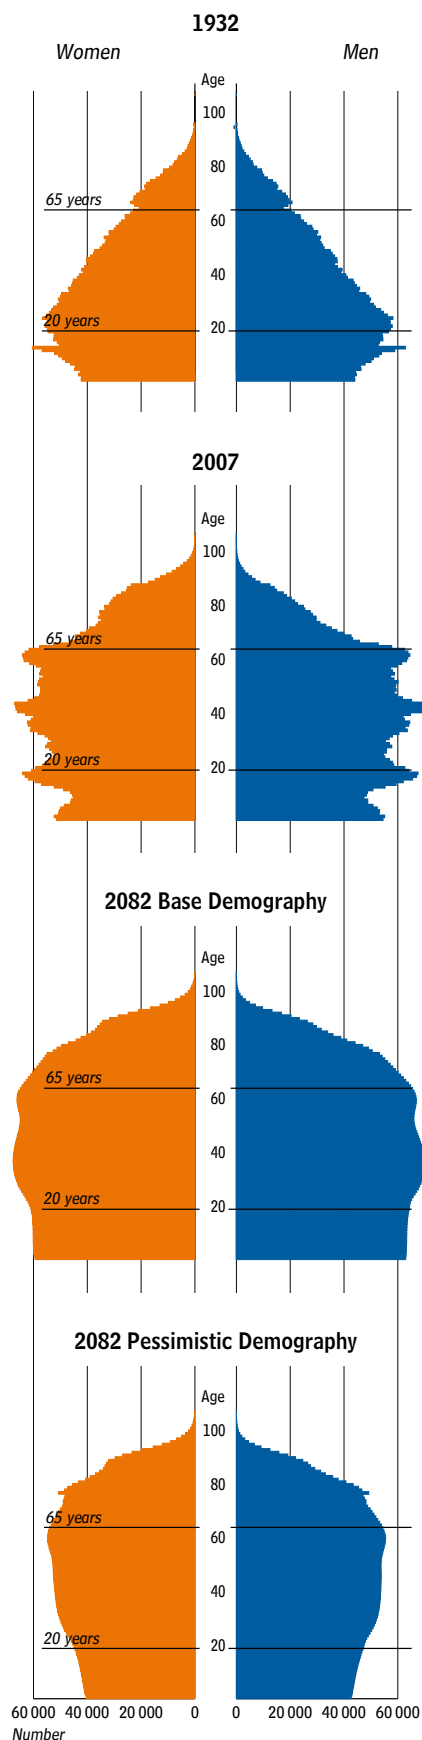 1932
Women Men
Age
100
80
65 years
60
40
20 years
20
2007
Age
100
80
65 years
60
40
20 years
20
2082 Base Demography
Age
100
80
65 years
60
40
20 years
20
2082 Pessimistic Demography
Age
100
80
65 years
60
40
20 years
20
60 000 40 000 20 000 0 0 20 000 40 000 60 000
Number